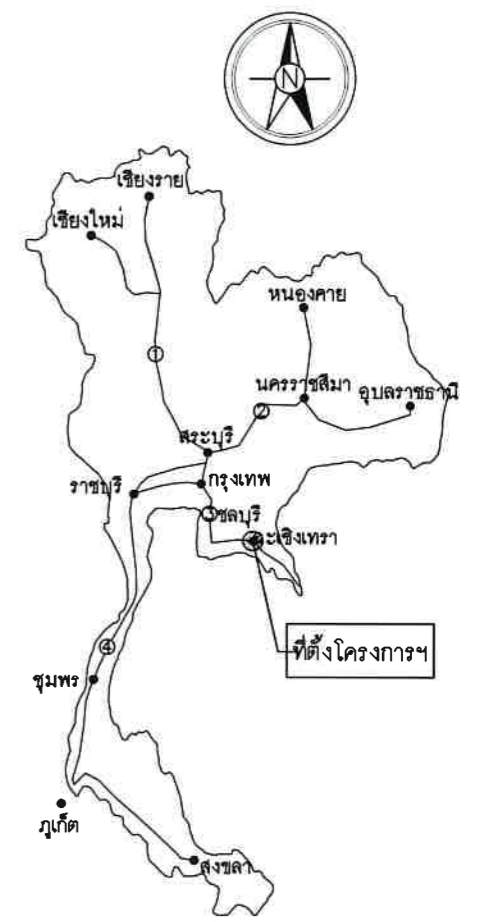 N
เชียงราย
เชียงใหม่
หนองคาย
①
นครราชสีมา
อุบลราชธานี
②
สระบุรี
ราชบุรี
กรุงเทพ
③
ชลบุรี
ะเชิงเทรา
ที่ตั้งโครงการฯ
④
ชุมพร
ภูเก็ต
สงขลา